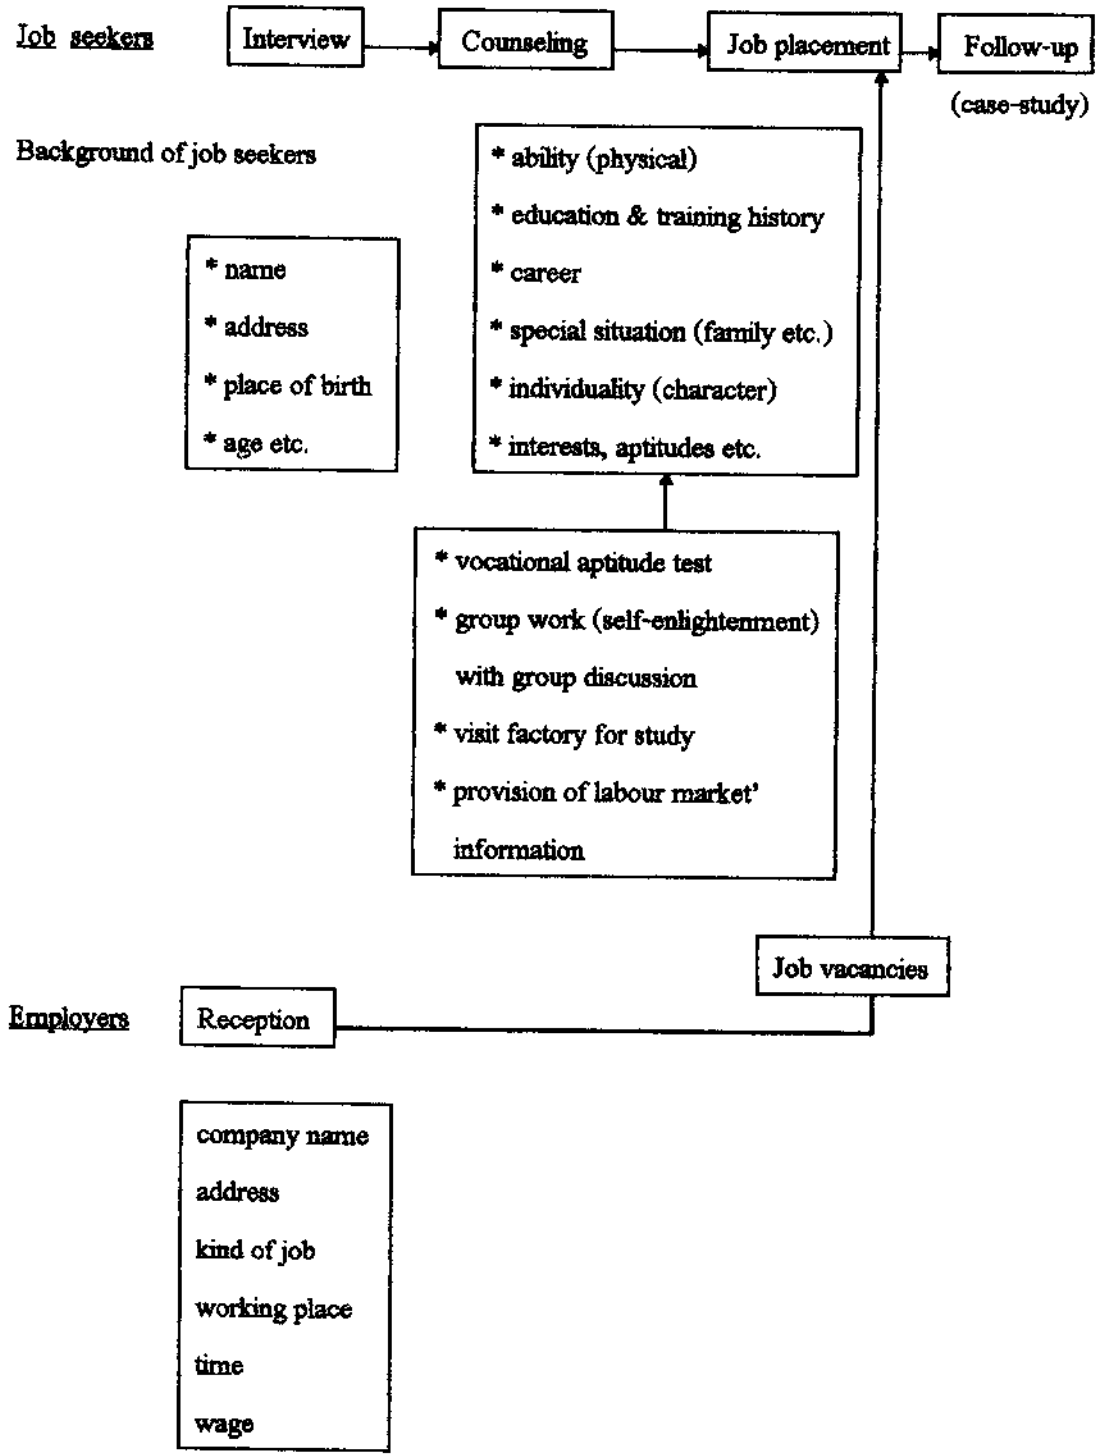 Job seekers
Interview
Counseling
Job placement
Follow-up
(case-study)
Background of job seekers
* name
* address
* place of birth
* age etc.
* ability (physical)
* education & training history
* career
* special situation (family etc.)
* individuality (character)
* interests, aptitudes etc.
* vocational aptitude test
* group work (self-enlightenment)
with group discussion
* visit factory for study
* provision of labour market'
information
Job vacancies
Employers
Reception
company name
address
kind of job
working place
time
wage